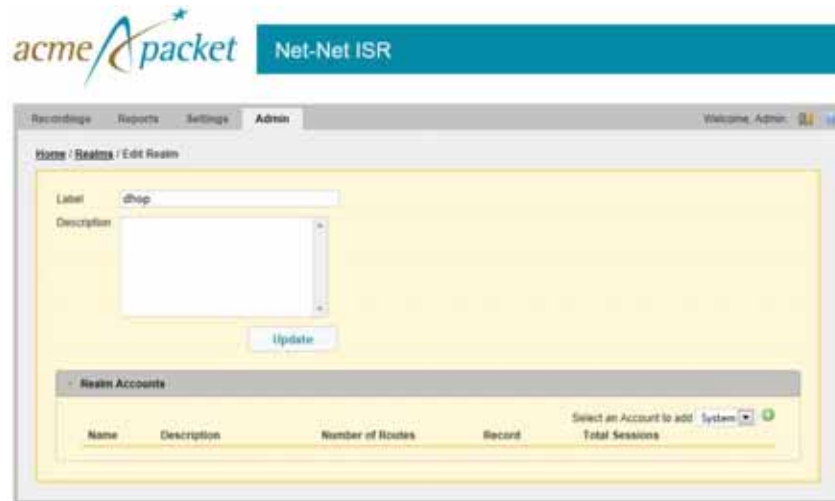 acme packet
Net-Net ISR
Recordings Reports Settings Admin Welcome, Admin.
Home / Realms / Edit Realm
Label dhop
Description
Update
- Realm Accounts
Select an Account to add System
Name Description Number of Routes Record Total Sessions